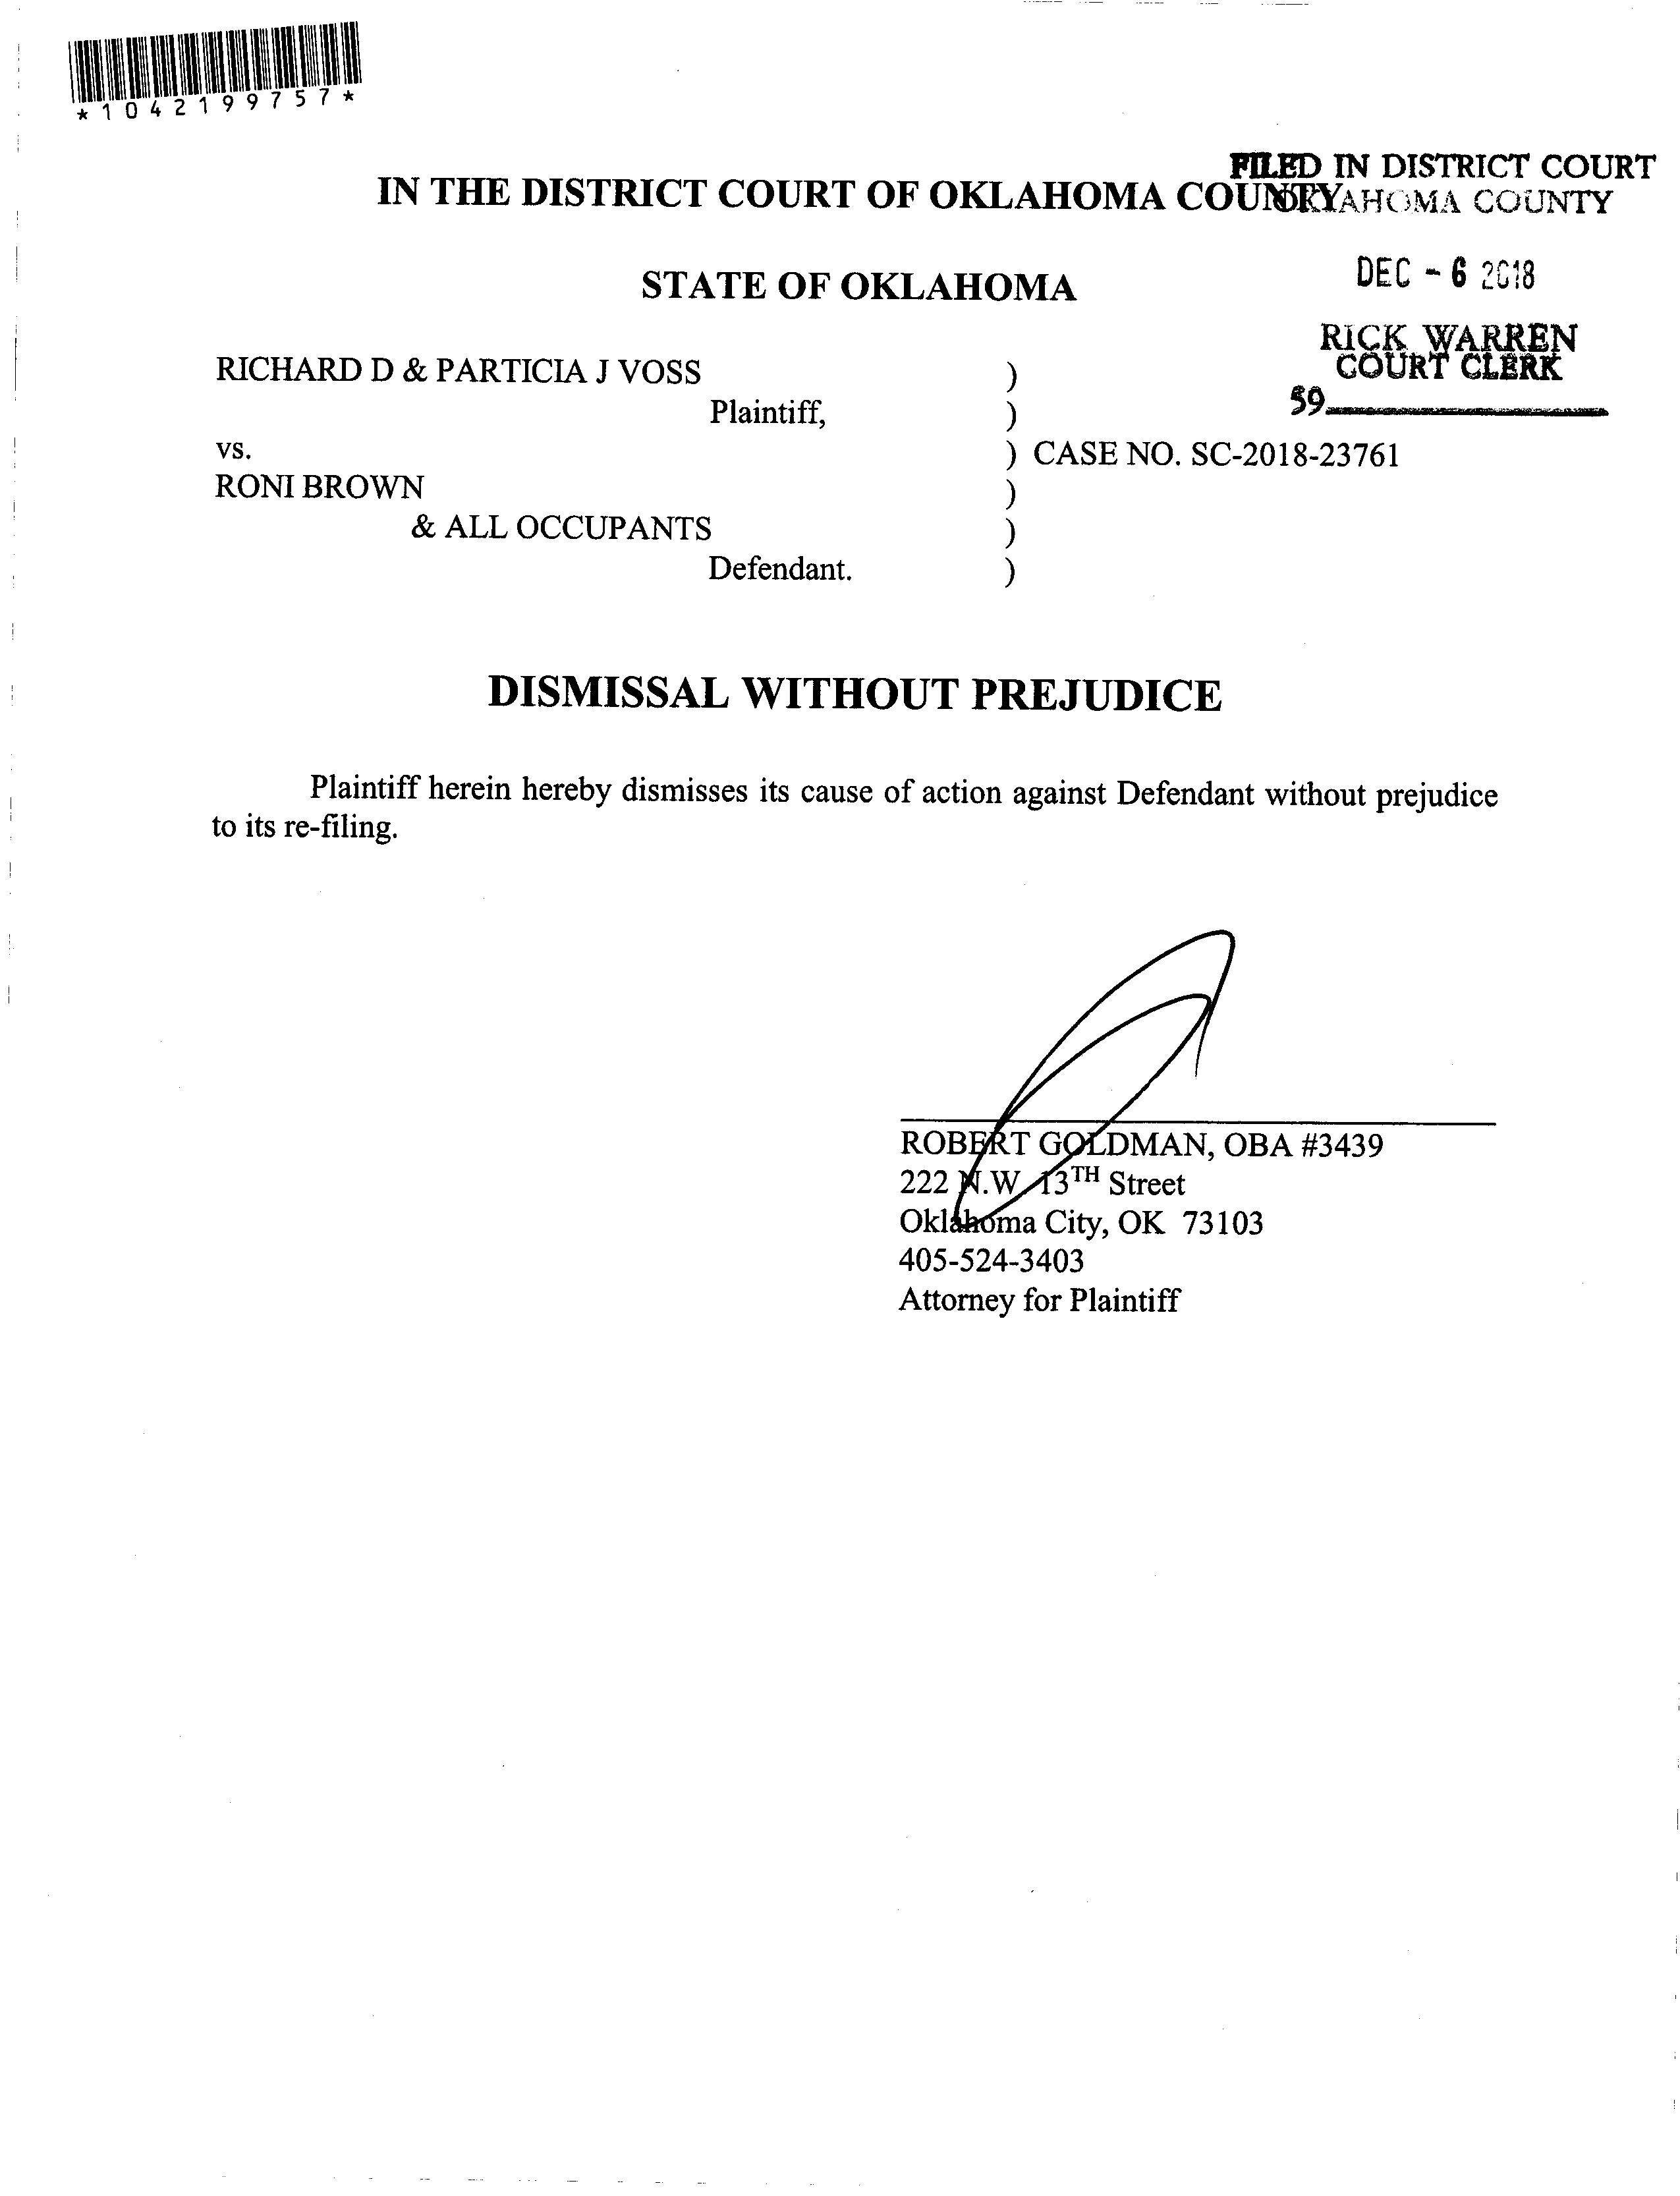 *1042199757*
FILED IN DISTRICT COURT
IN THE DISTRICT COURT OF OKLAHOMA COUNTY
OKLAHOMA COUNTY
STATE OF OKLAHOMA
DEC - 6 2018
RICK WARREN
COURT CLERK
59
RICHARD D & PARTICIA J VOSS )
Plaintiff, )
vs. ) CASE NO. SC-2018-23761
RONI BROWN )
& ALL OCCUPANTS )
Defendant. )
DISMISSAL WITHOUT PREJUDICE
Plaintiff herein hereby dismisses its cause of action against Defendant without prejudice
to its re-filing.
ROBERT GOLDMAN, OBA #3439
222 N.W. 13TH Street
Oklahoma City, OK 73103
405-524-3403
Attorney for Plaintiff